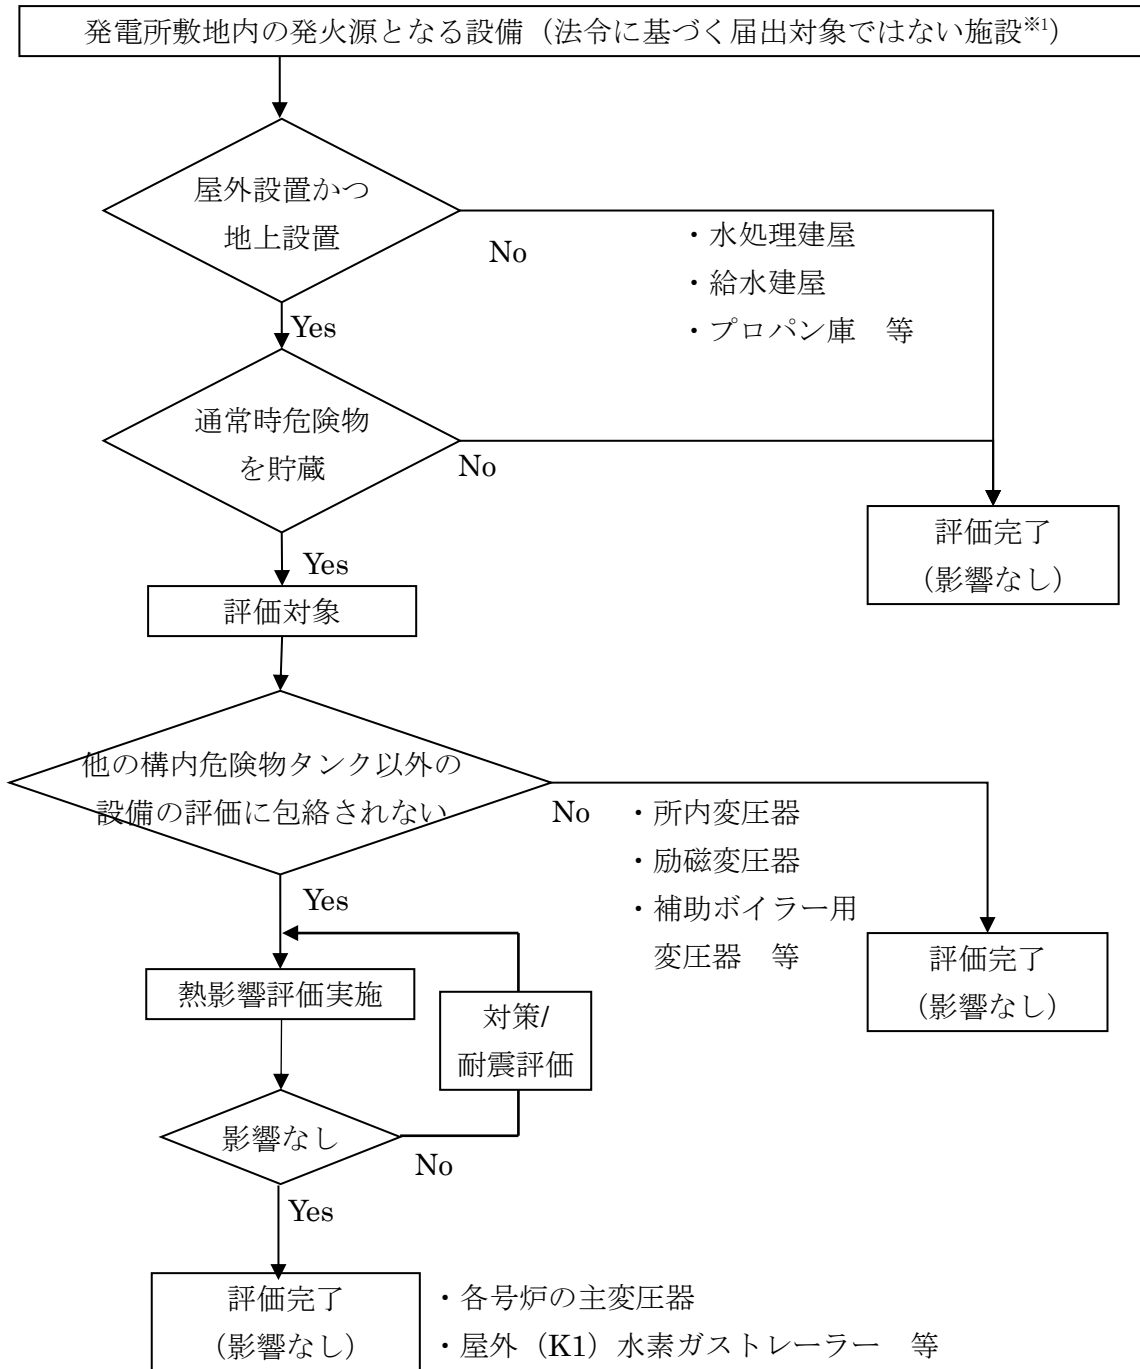 発電所敷地内の発火源となる設備（法令に基づく届出対象ではない施設※1）
屋外設置かつ
地上設置
No
・水処理建屋
・給水建屋
・プロパン庫　等
Yes
通常時危険物
を貯蔵
No
評価完了
（影響なし）
Yes
評価対象
他の構内危険物タンク以外の
設備の評価に包絡されない
No
・所内変圧器
・励磁変圧器
・補助ボイラー用
変圧器　等
評価完了
（影響なし）
Yes
熱影響評価実施
対策/
耐震評価
影響なし
No
Yes
評価完了
（影響なし）
・各号炉の主変圧器
・屋外（K1）水素ガストレーラー　等